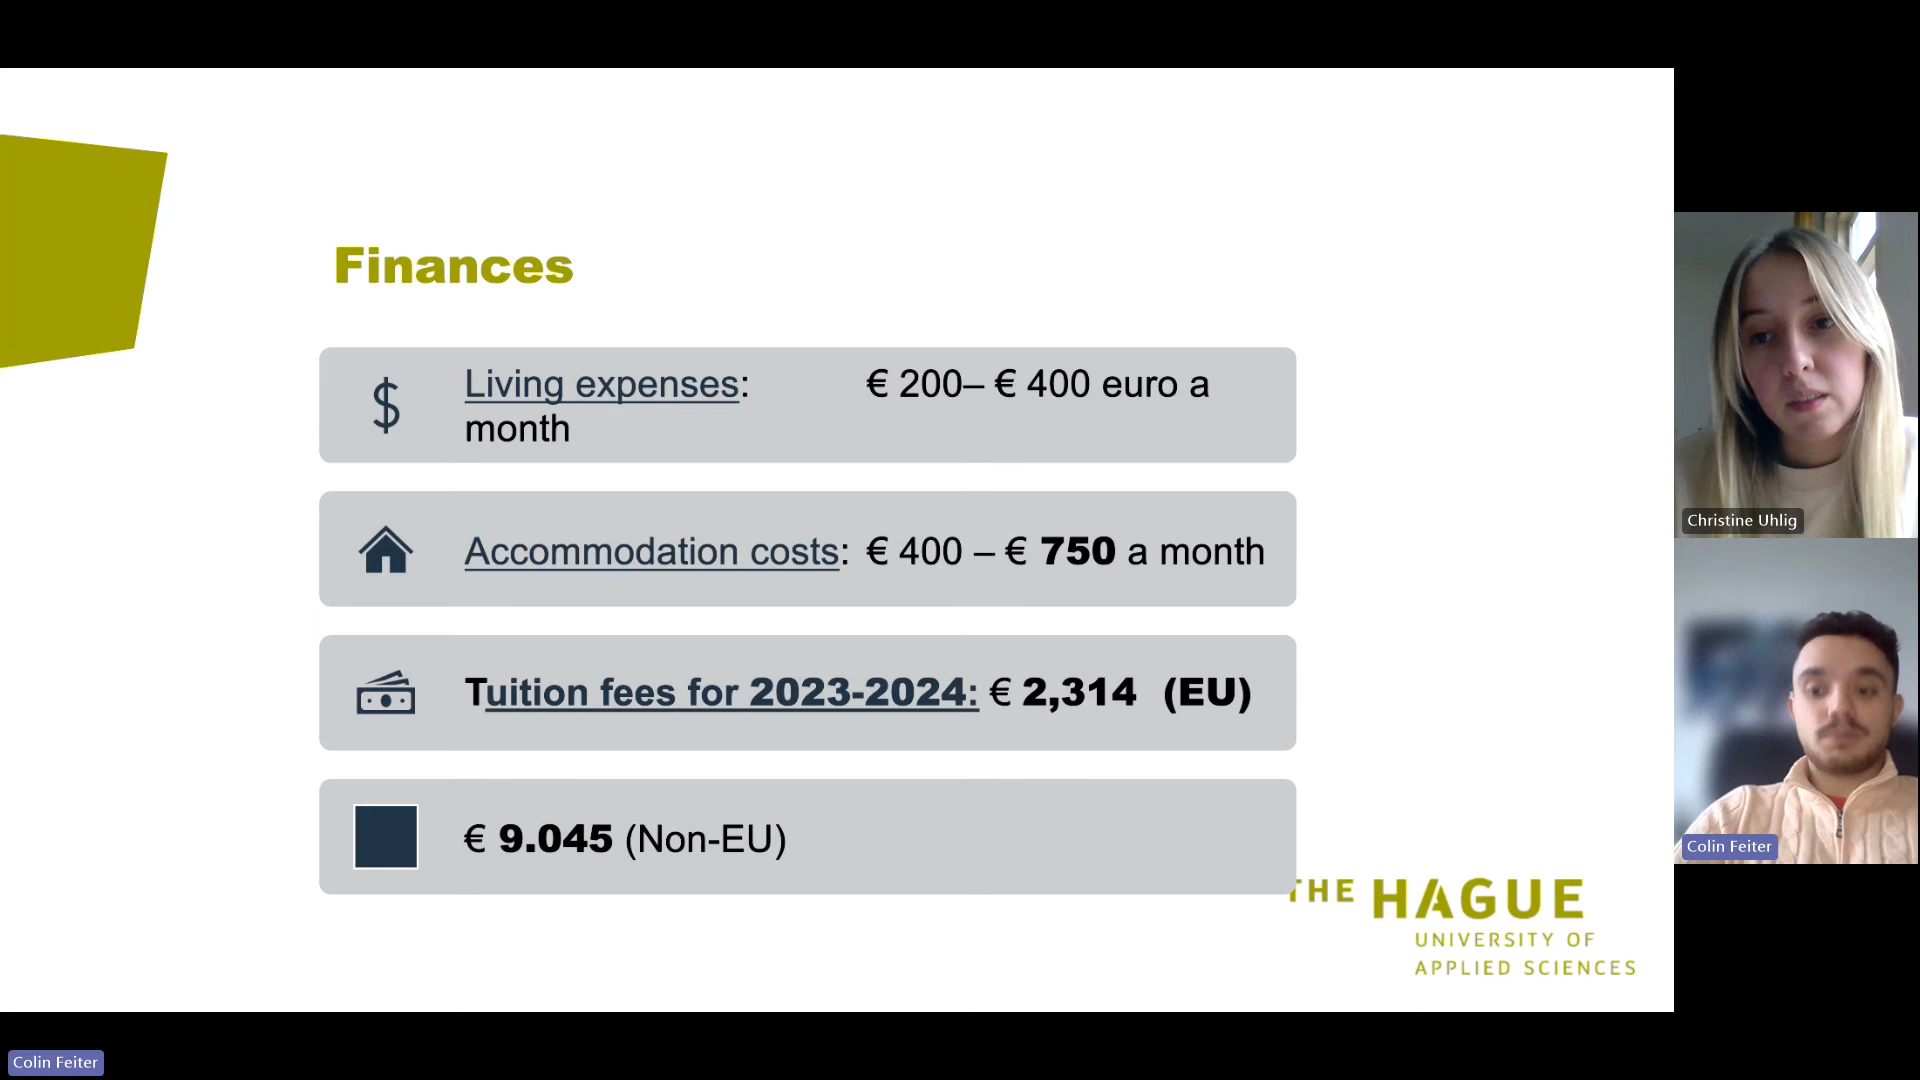 Finances
Living expenses: € 200– € 400 euro a
month
Accommodation costs: € 400 – € 750 a month
Tuition fees for 2023-2024: € 2,314 (EU)
€ 9.045 (Non-EU)
THE HAGUE
UNIVERSITY OF
APPLIED SCIENCES
Christine Uhlig
Colin Feiter
Colin Feiter